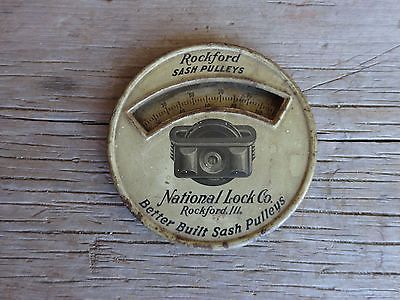 Rockford
SASH PULLEYS
National Lock Co.
Rockford, Ill.
Better Built Sash Pulleys